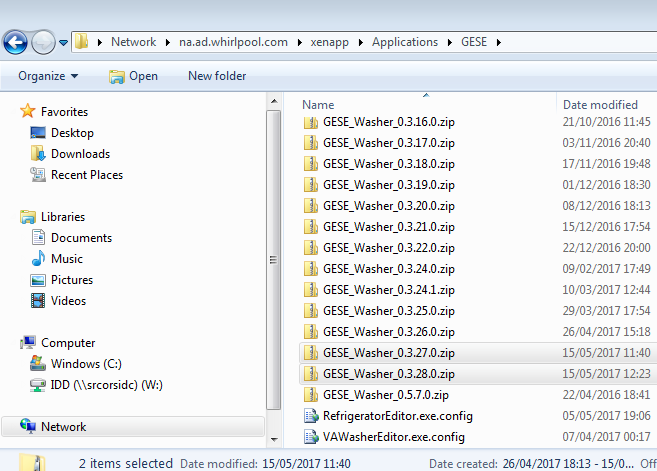 Network na.ad.whirlpool.com xenapp Applications GESE
Organize Open New folder
Favorites
Desktop
Downloads
Recent Places
Libraries
Documents
Music
Pictures
Videos
Computer
Windows (C:)
IDD (\\srcorsidc) (W:)
Network
Name Date modified
GESE_Washer_0.3.16.0.zip 21/10/2016 11:45
GESE_Washer_0.3.17.0.zip 03/11/2016 20:40
GESE_Washer_0.3.18.0.zip 17/11/2016 19:48
GESE_Washer_0.3.19.0.zip 01/12/2016 18:30
GESE_Washer_0.3.20.0.zip 08/12/2016 18:13
GESE_Washer_0.3.21.0.zip 15/12/2016 17:54
GESE_Washer_0.3.22.0.zip 22/12/2016 20:00
GESE_Washer_0.3.24.0.zip 09/02/2017 17:49
GESE_Washer_0.3.24.1.zip 10/03/2017 12:44
GESE_Washer_0.3.25.0.zip 29/03/2017 17:54
GESE_Washer_0.3.26.0.zip 26/04/2017 15:18
GESE_Washer_0.3.27.0.zip 15/05/2017 11:40
GESE_Washer_0.3.28.0.zip 15/05/2017 12:23
GESE_Washer_0.5.7.0.zip 22/04/2016 18:41
RefrigeratorEditor.exe.config 05/05/2017 19:06
VAWasherEditor.exe.config 07/04/2017 00:17
2 items selected Date modified: 15/05/2017 11:40 Date created: 26/04/2017 18:13 - 15/0... Off